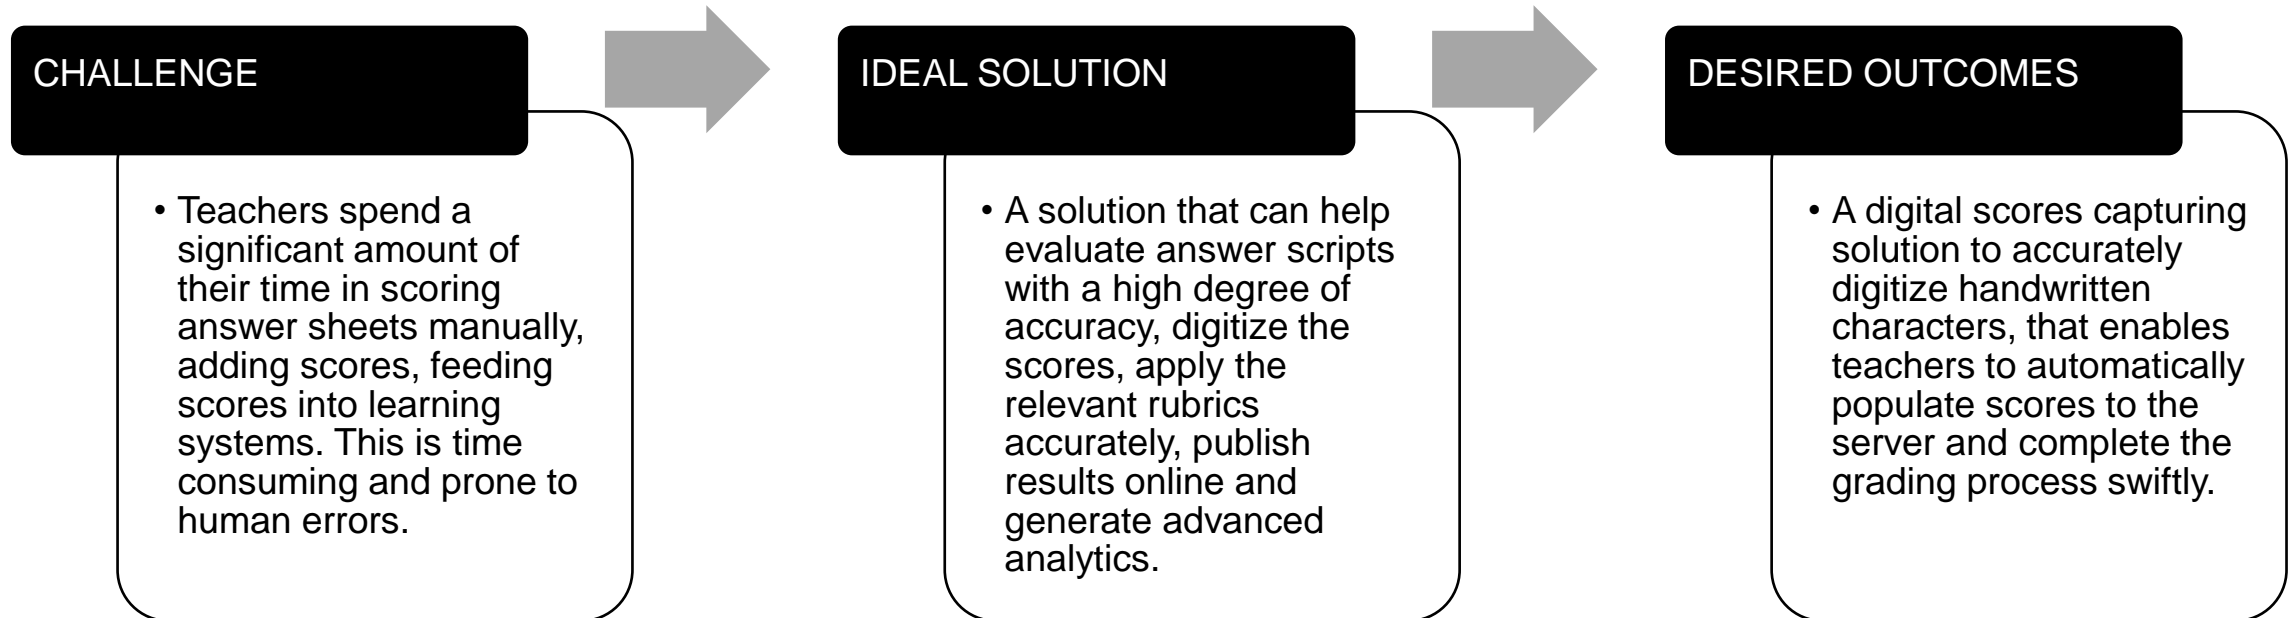 CHALLENGE
• Teachers spend a
significant amount of
their time in scoring
answer sheets manually,
adding scores, feeding
scores into learning
systems. This is time
consuming and prone to
human errors.
IDEAL SOLUTION
• A solution that can help
evaluate answer scripts
with a high degree of
accuracy, digitize the
scores, apply the
relevant rubrics
accurately, publish
results online and
generate advanced
analytics.
DESIRED OUTCOMES
• A digital scores capturing
solution to accurately
digitize handwritten
characters, that enables
teachers to automatically
populate scores to the
server and complete the
grading process swiftly.